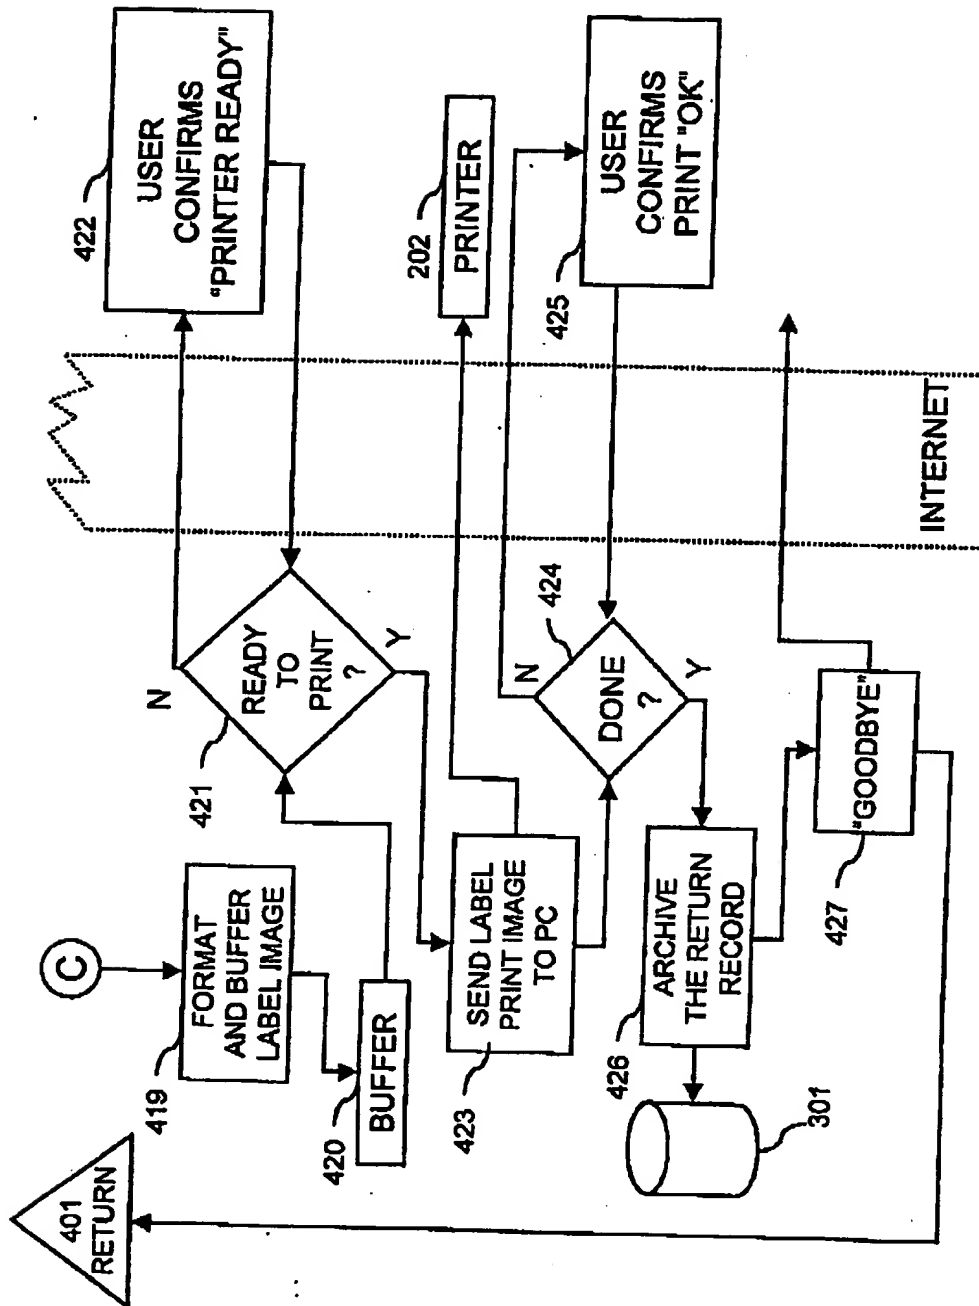 401
RETURN
C
419
FORMAT
AND BUFFER
LABEL IMAGE
420
BUFFER
421
READY
TO
PRINT
?
N
Y
422
USER
CONFIRMS
"PRINTER READY"
423
SEND LABEL
PRINT IMAGE
TO PC
202
PRINTER
424
DONE
?
N
Y
425
USER
CONFIRMS
PRINT "OK"
426
ARCHIVE
THE RETURN
RECORD
301
427
"GOODBYE"
INTERNET